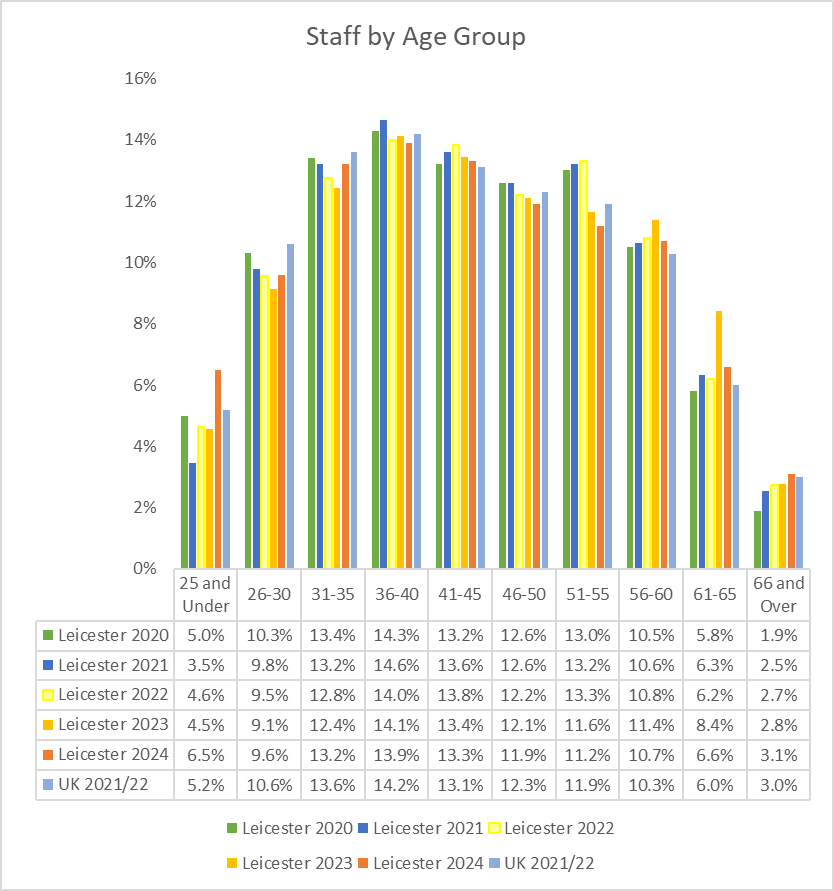 Staff by Age Group
16%
14%
12%
10%
8%
6%
4%
2%
0%
25 and Under 26-30 31-35 36-40 41-45 46-50 51-55 56-60 61-65 66 and Over
Leicester 2020 5.0% 10.3% 13.4% 14.3% 13.2% 12.6% 13.0% 10.5% 5.8% 1.9%
Leicester 2021 3.5% 9.8% 13.2% 14.6% 13.6% 12.6% 13.2% 10.6% 6.3% 2.5%
Leicester 2022 4.6% 9.5% 12.8% 14.0% 13.8% 12.2% 13.3% 10.8% 6.2% 2.7%
Leicester 2023 4.5% 9.1% 12.4% 14.1% 13.4% 12.1% 11.6% 11.4% 8.4% 2.8%
Leicester 2024 6.5% 9.6% 13.2% 13.9% 13.3% 11.9% 11.2% 10.7% 6.6% 3.1%
UK 2021/22 5.2% 10.6% 13.6% 14.2% 13.1% 12.3% 11.9% 10.3% 6.0% 3.0%
Leicester 2020 Leicester 2021 Leicester 2022
Leicester 2023 Leicester 2024 UK 2021/22